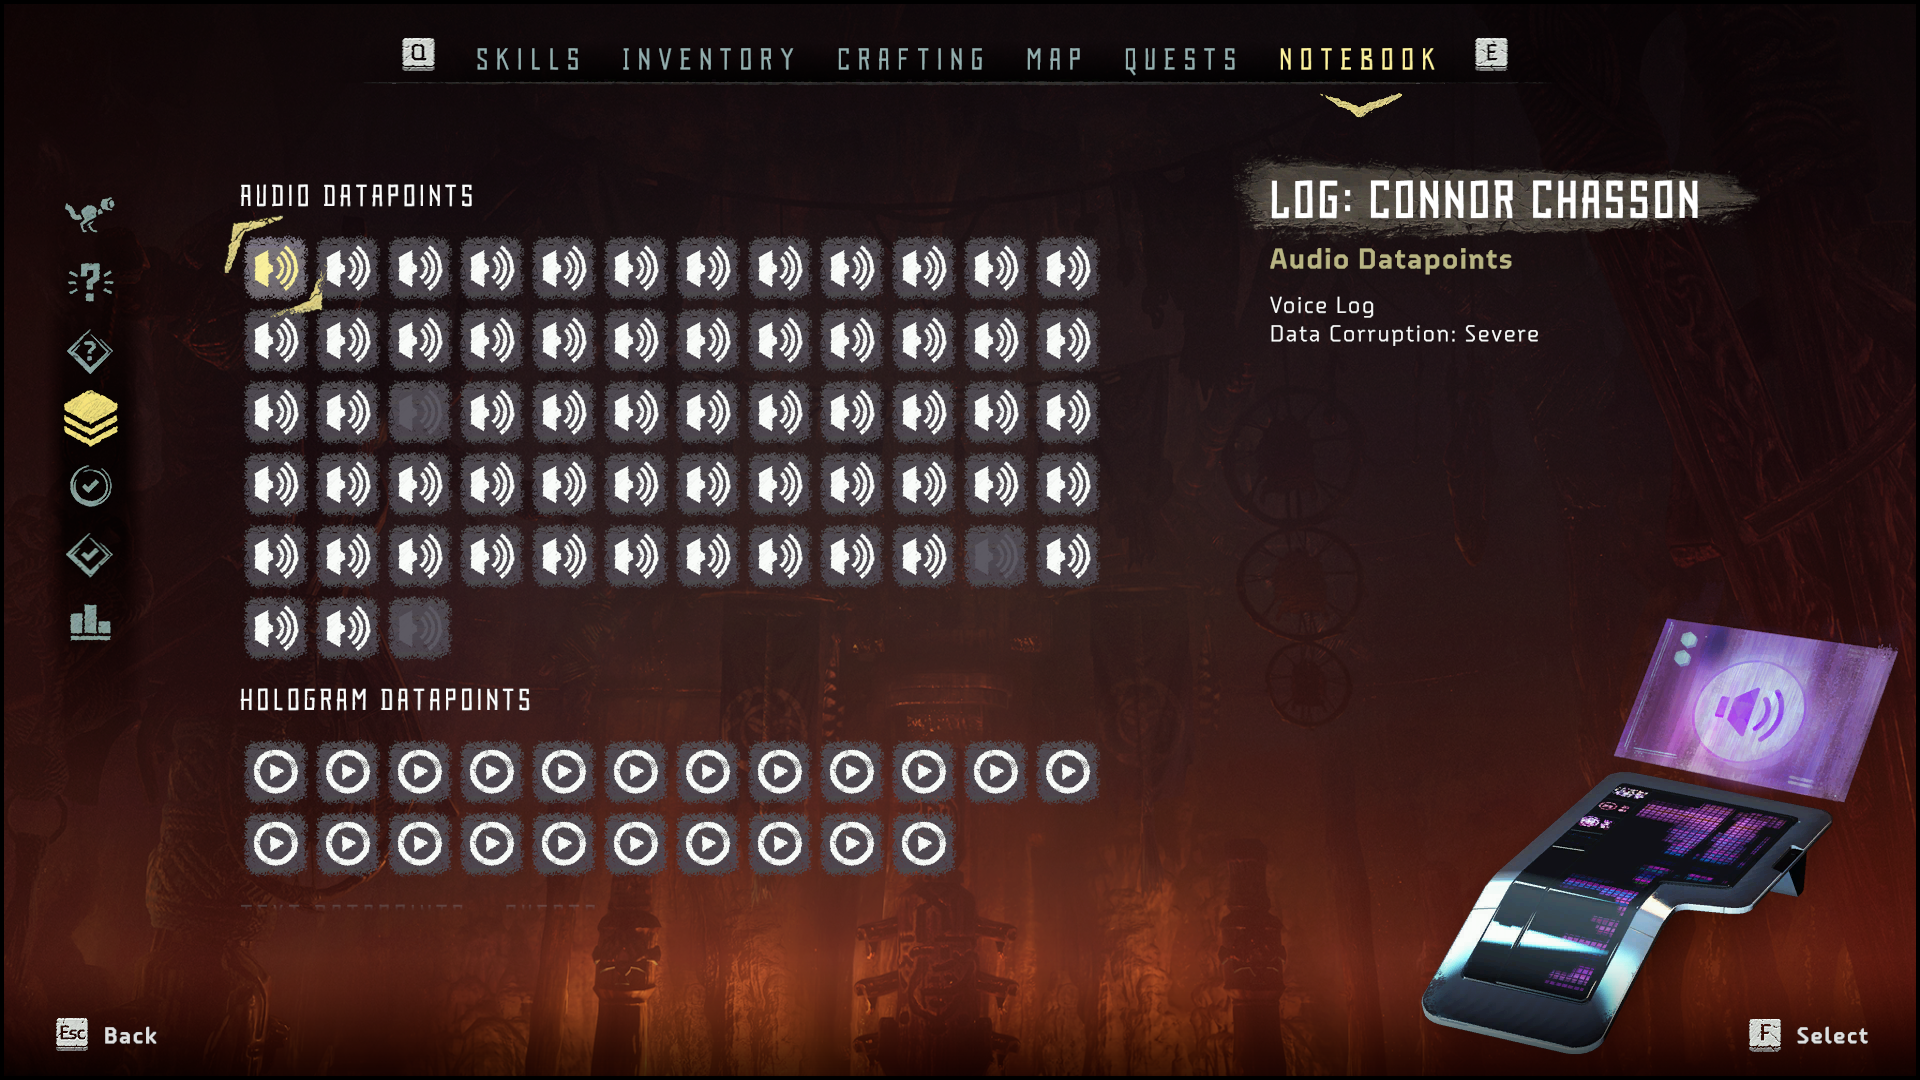 Q SKILLS INVENTORY CRAFTING MAP QUESTS NOTEBOOK E
AUDIO DATAPOINTS
LOG: CONNOR CHASSON
Audio Datapoints
Voice Log
Data Corruption: Severe
HOLOGRAM DATAPOINTS
Esc Back
F Select